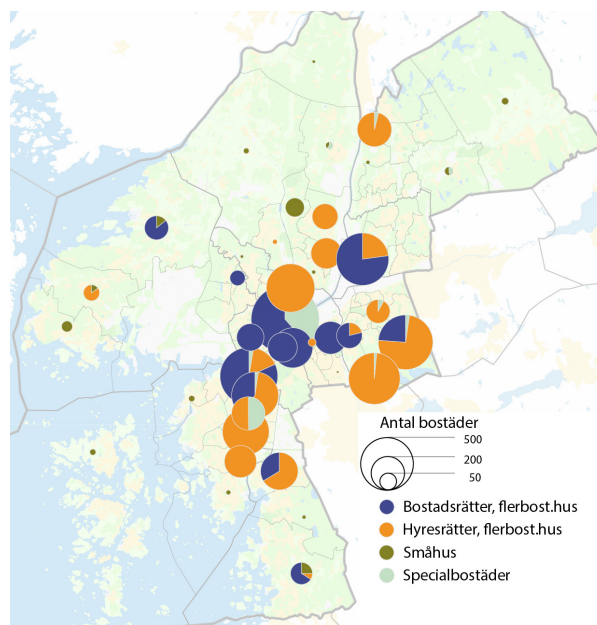 Antal bostäder
500
200
50
Bostadsrätter, flerbost.hus
Hyresrätter, flerbost.hus
Småhus
Specialbostäder